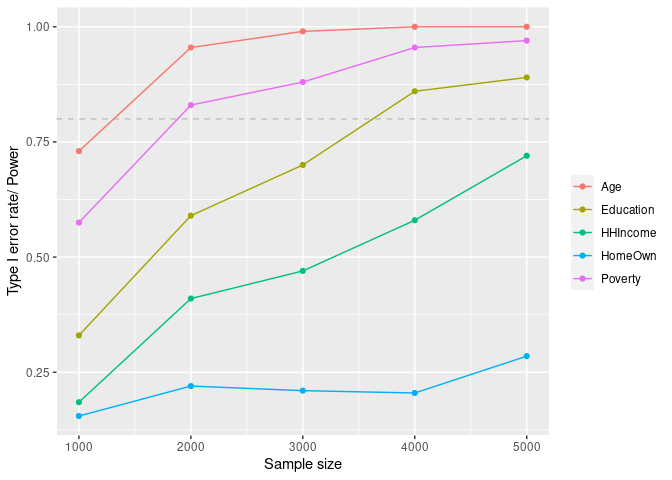 1.00
0.75
0.50
0.25
Type I error rate/ Power
1000 2000 3000 4000 5000
Sample size
Age
Education
HHIncome
HomeOwn
Poverty